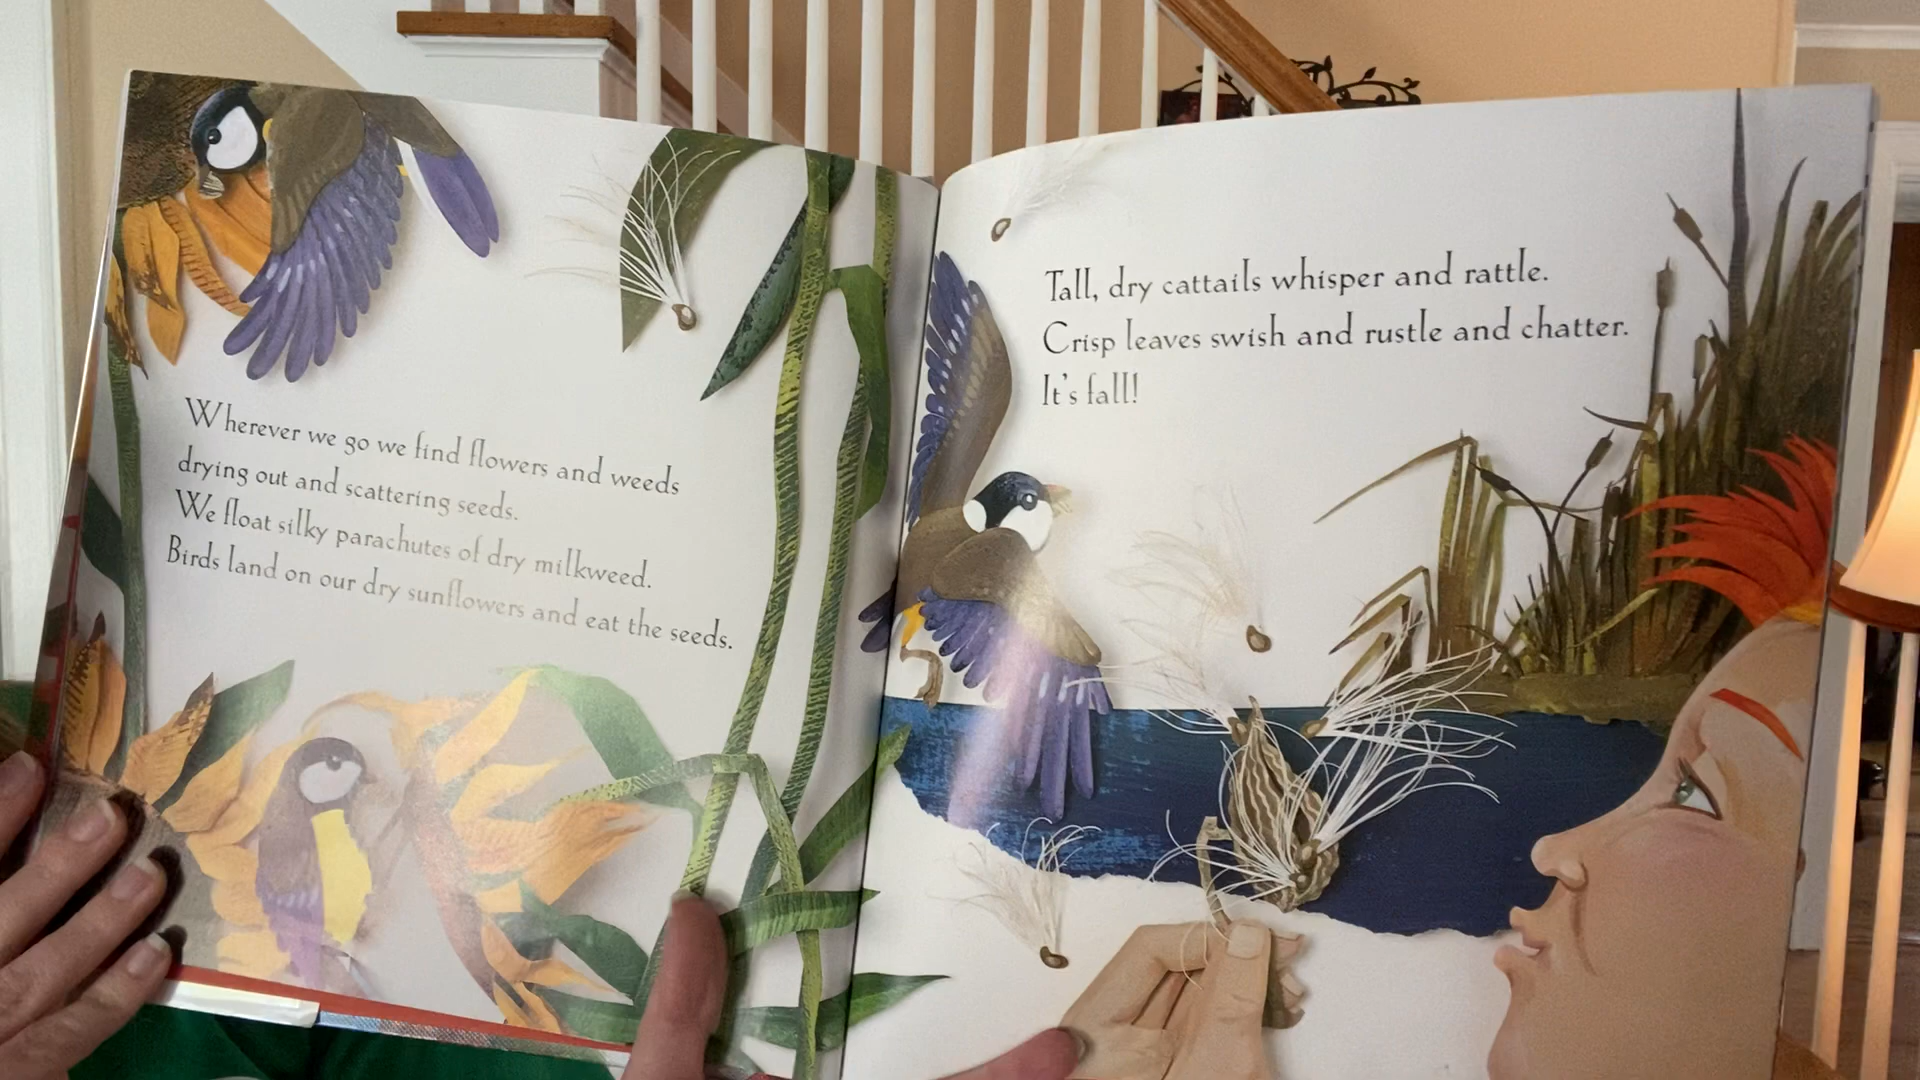 Wherever we go we find flowers and weeds
drying out and scattering seeds.
We float silky parachutes of dry milkweed.
Birds land on our dry sunflowers and eat the seeds.
Tall, dry cattails whisper and rattle.
Crisp leaves swish and rustle and chatter.
It's fall!